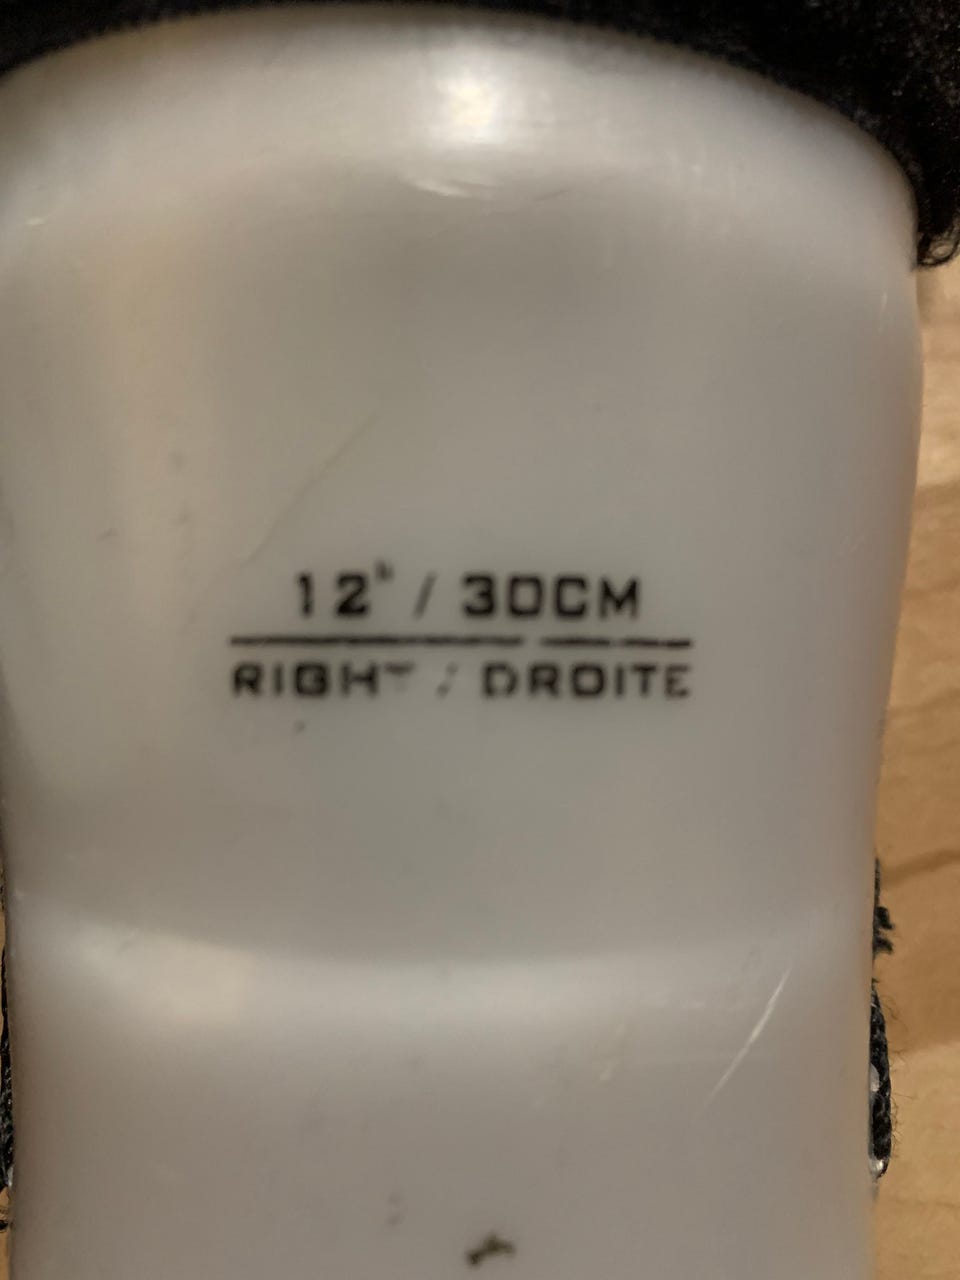 12" / 30CM
RIGHT / DROITE